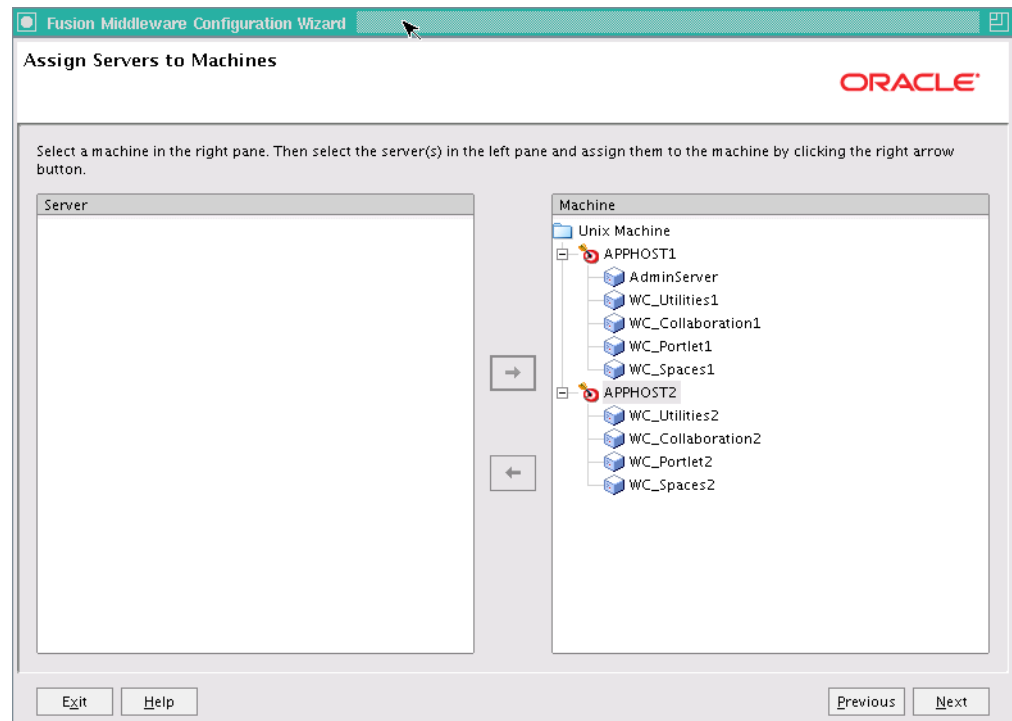 Fusion Middleware Configuration Wizard
Assign Servers to Machines
ORACLE
Select a machine in the right pane. Then select the server(s) in the left pane and assign them to the machine by clicking the right arrow
button.
Server
Machine
Unix Machine
APPHOST1
AdminServer
WC_Utilities1
WC_Collaboration1
WC_Portlet1
WC_Spaces1
APPHOST2
WC_Utilities2
WC_Collaboration2
WC_Portlet2
WC_Spaces2
Exit Help Previous Next